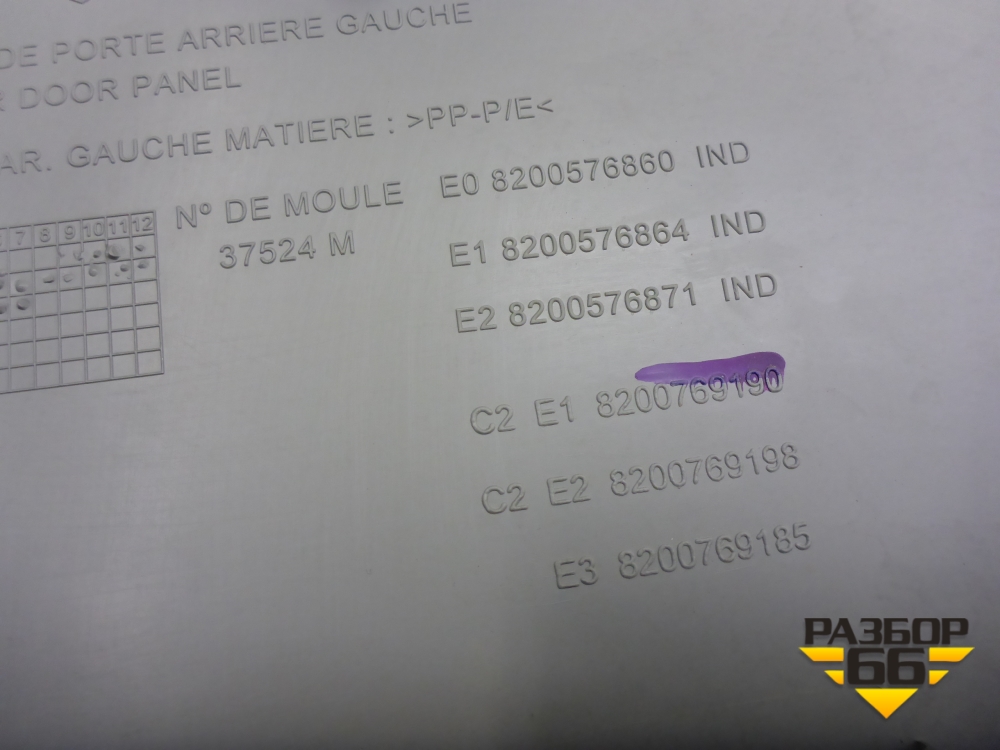 DE PORTE ARRIERE GAUCHE
DOOR PANEL
AR. GAUCHE MATIERE : >PP-P/E<
7 8 9 10 11 12
Nº DE MOULE
37524 M
E0 8200576860 IND
E1 8200576864 IND
E2 8200576871 IND
C2 E1 8200769190
C2 E2 8200769198
E3 8200769185
РАЗБОР
66